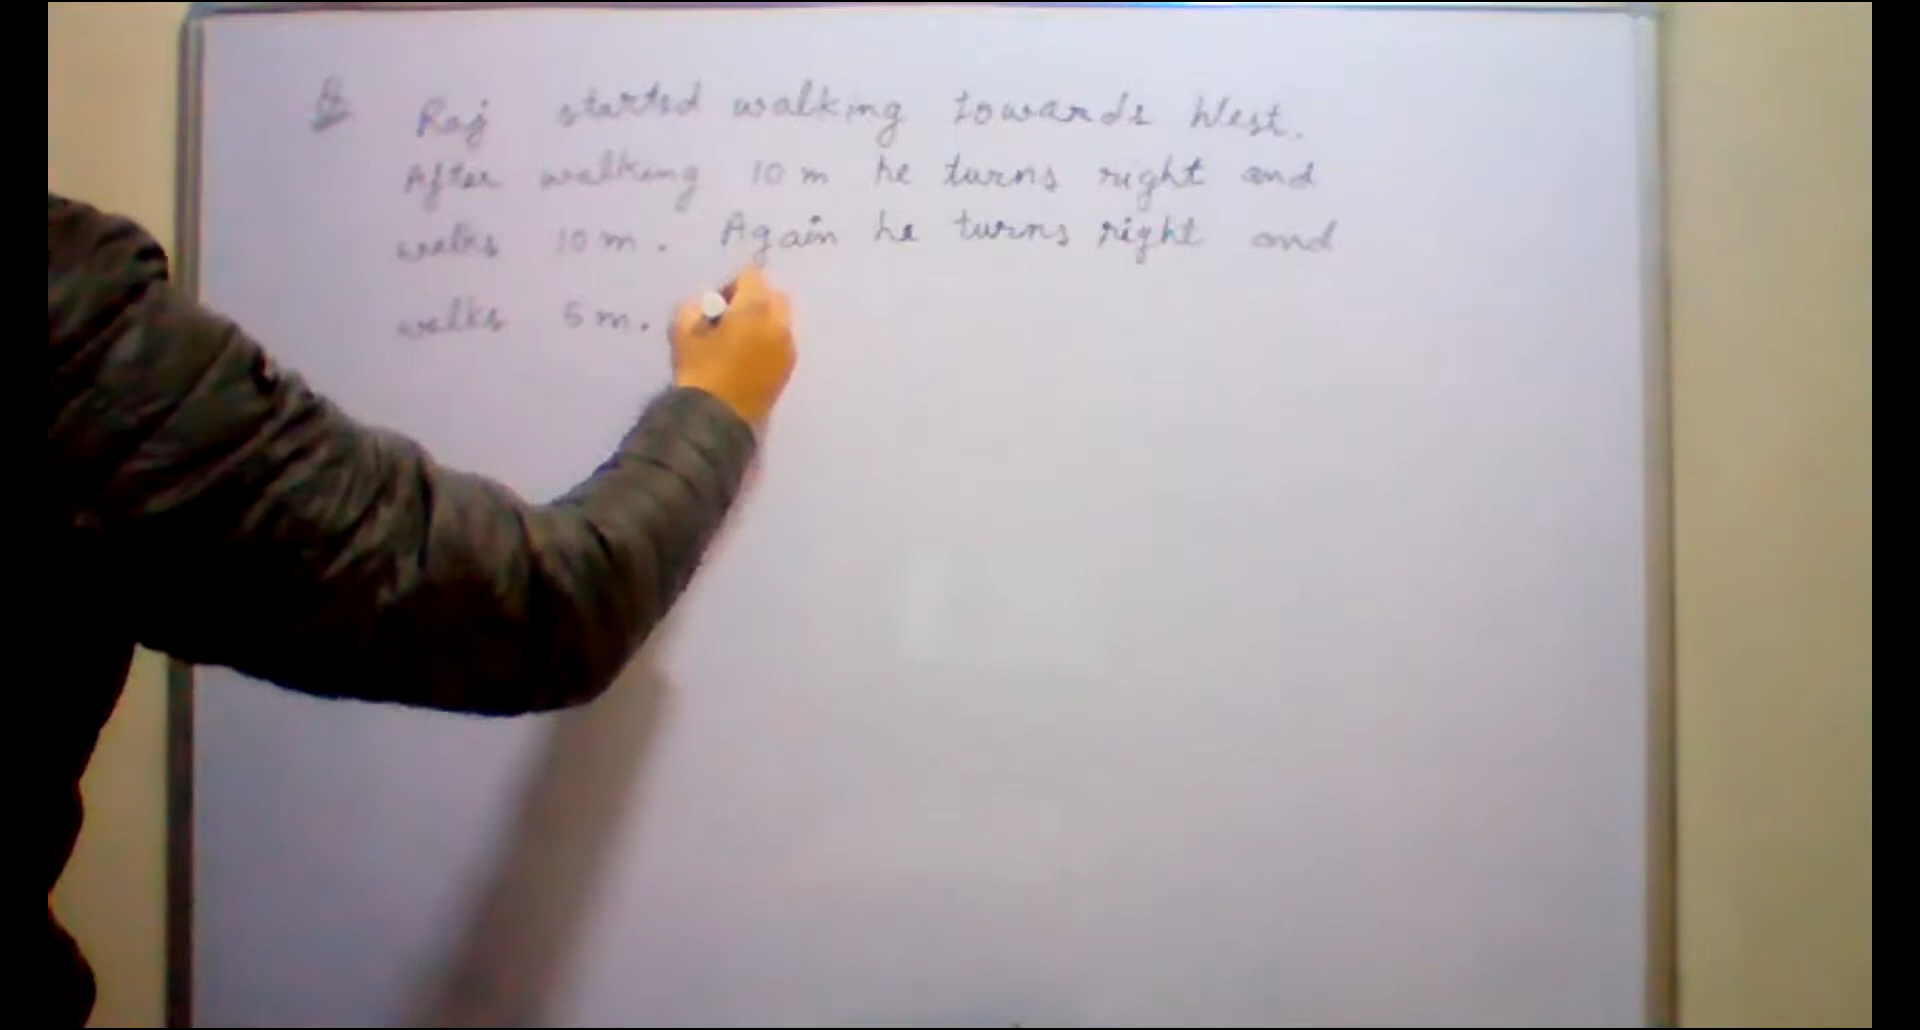 Q Raj started walking towards West.
After walking 10 m he turns right and
walks 10 m. Again he turns right and
walks 5 m.